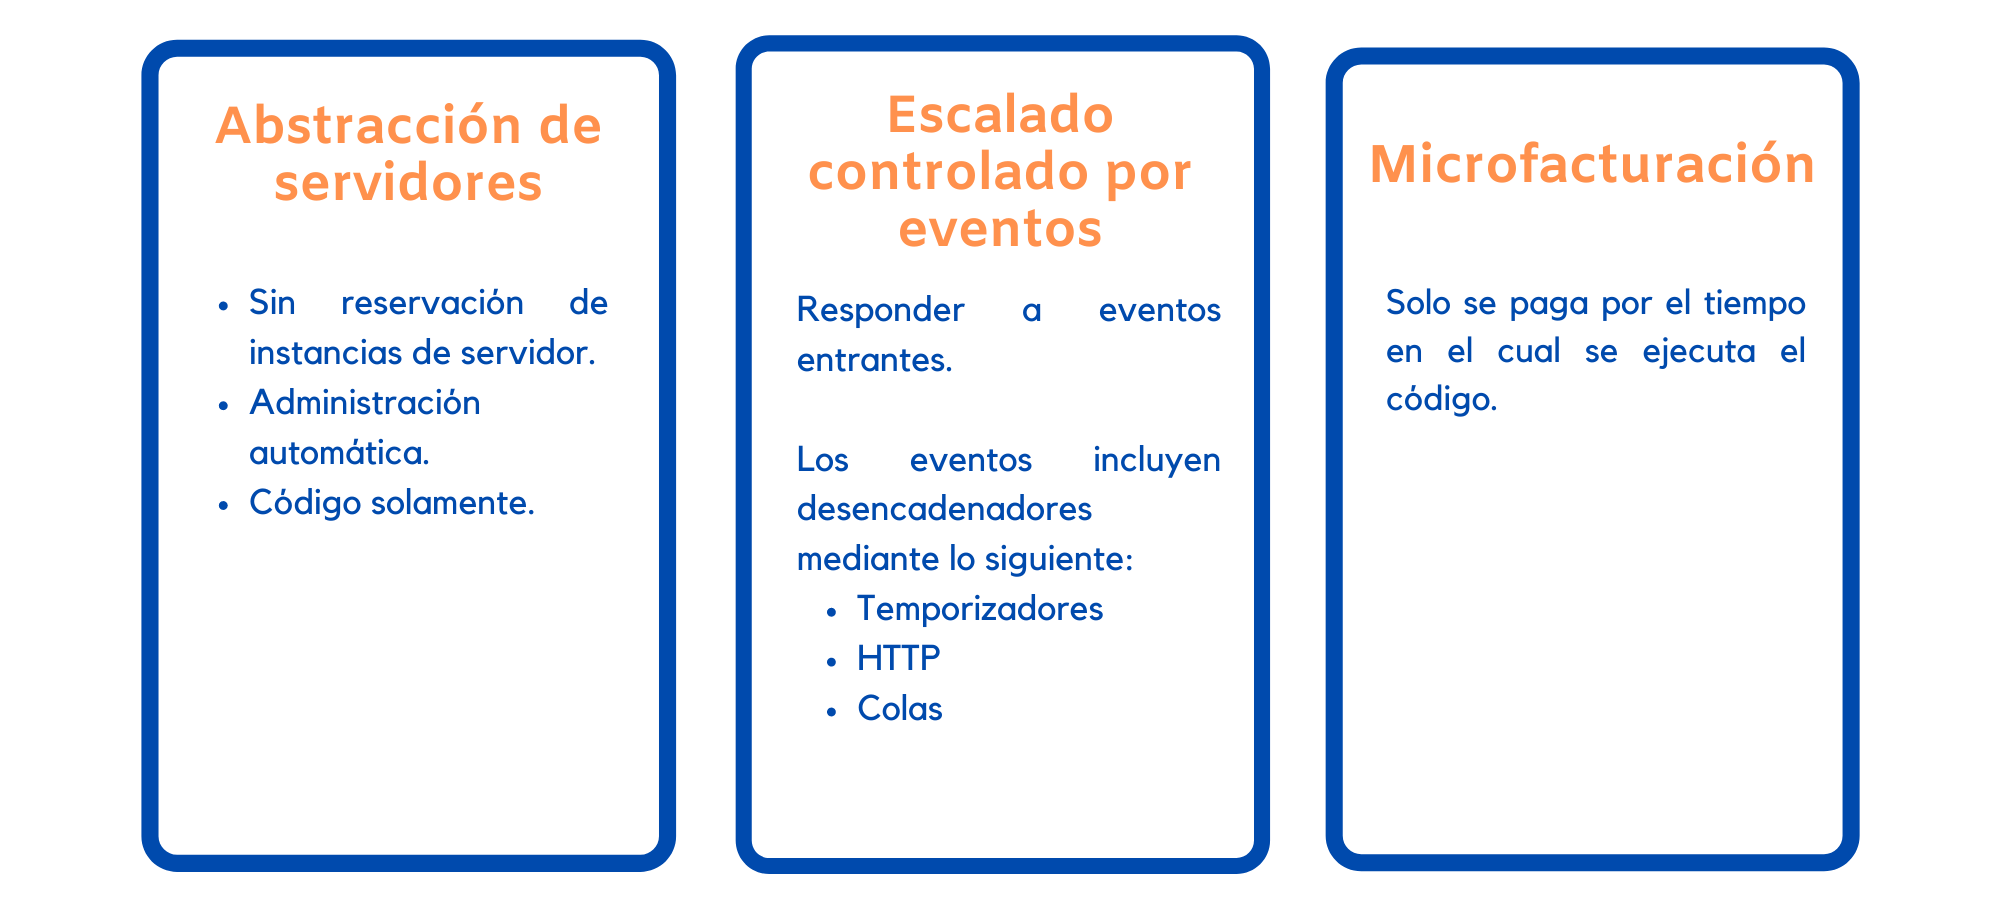 Abstracción de
servidores
• Sin reservación de
instancias de servidor.
• Administración
automática.
• Código solamente.
Escalado
controlado por
eventos
Responder a eventos
entrantes.
Los eventos incluyen
desencadenadores
mediante lo siguiente:
• Temporizadores
• HTTP
• Colas
Microfacturación
Solo se paga por el tiempo
en el cual se ejecuta el
código.